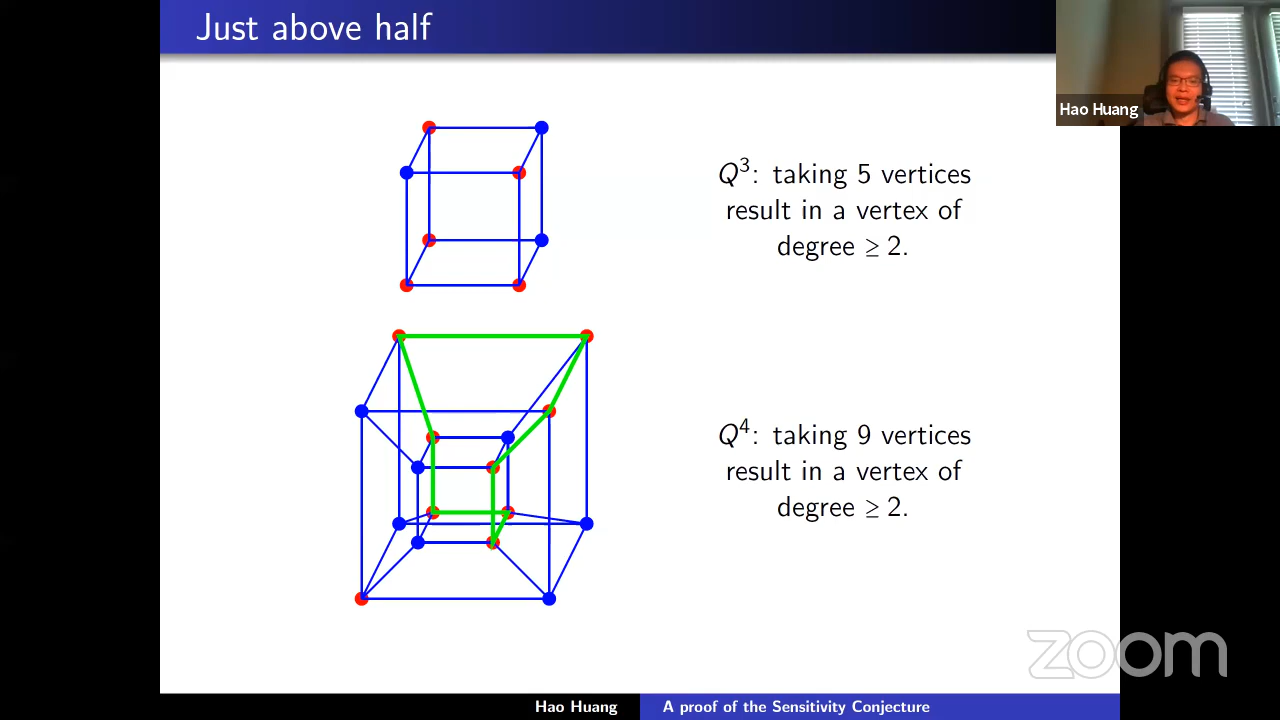 Just above half
Hao Huang
Q³: taking 5 vertices
result in a vertex of
degree ≥ 2.
Q⁴: taking 9 vertices
result in a vertex of
degree ≥ 2.
zoom
Hao Huang
A proof of the Sensitivity Conjecture